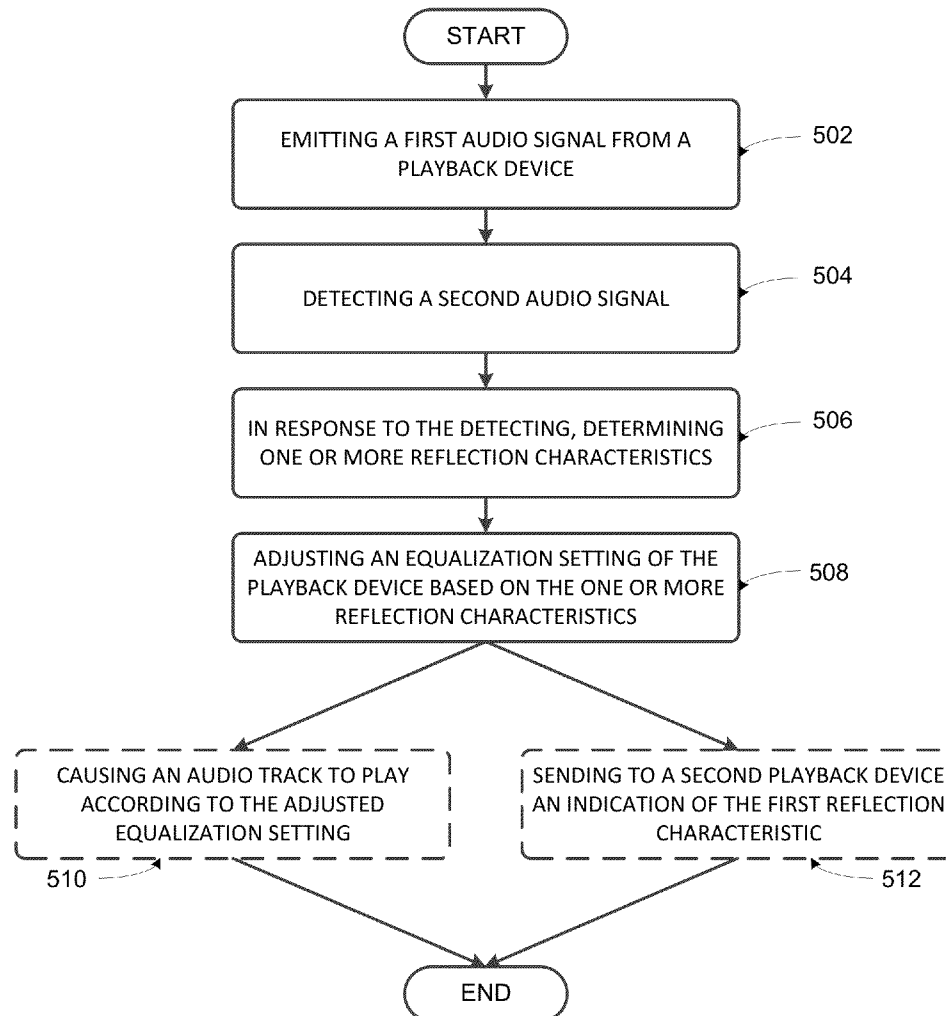 START
EMITTING A FIRST AUDIO SIGNAL FROM A
PLAYBACK DEVICE
502
DETECTING A SECOND AUDIO SIGNAL
504
IN RESPONSE TO THE DETECTING, DETERMINING
ONE OR MORE REFLECTION CHARACTERISTICS
506
ADJUSTING AN EQUALIZATION SETTING OF THE
PLAYBACK DEVICE BASED ON THE ONE OR MORE
REFLECTION CHARACTERISTICS
508
CAUSING AN AUDIO TRACK TO PLAY
ACCORDING TO THE ADJUSTED
EQUALIZATION SETTING
510
SENDING TO A SECOND PLAYBACK DEVICE
AN INDICATION OF THE FIRST REFLECTION
CHARACTERISTIC
512
END